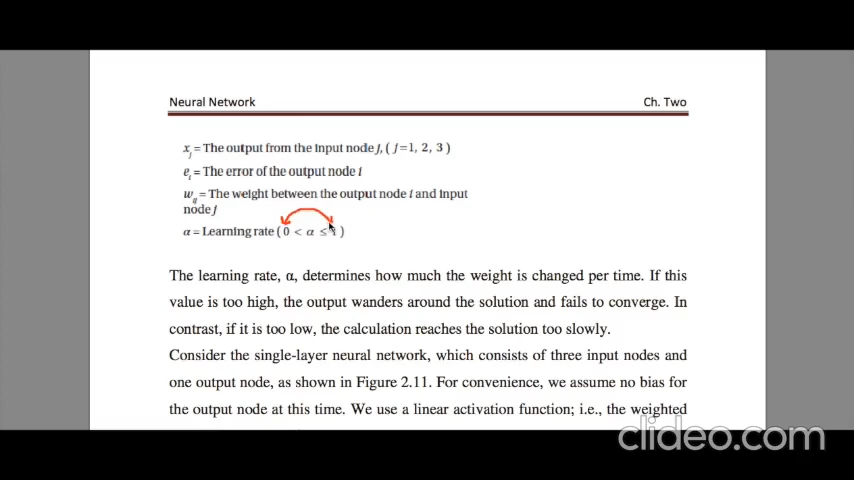 Neural Network Ch. Two
xj = The output from the input node j, ( j=1, 2, 3 )
ei = The error of the output node i
wij = The weight between the output node i and input
node j
α = Learning rate ( 0 < α ≤ 1 )
The learning rate, α, determines how much the weight is changed per time. If this
value is too high, the output wanders around the solution and fails to converge. In
contrast, if it is too low, the calculation reaches the solution too slowly.
Consider the single-layer neural network, which consists of three input nodes and
one output node, as shown in Figure 2.11. For convenience, we assume no bias for
the output node at this time. We use a linear activation function; i.e., the weighted
clideo.com